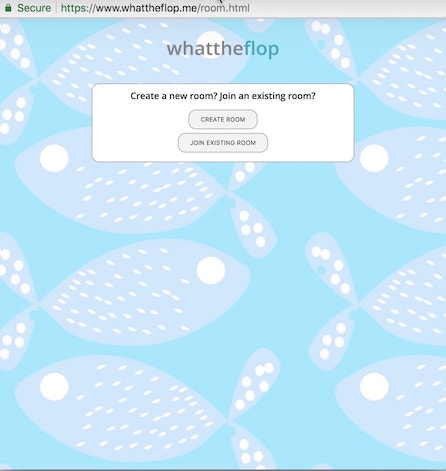 Secure | https://www.whattheflop.me/room.html
whattheflop
Create a new room? Join an existing room?
CREATE ROOM
JOIN EXISTING ROOM